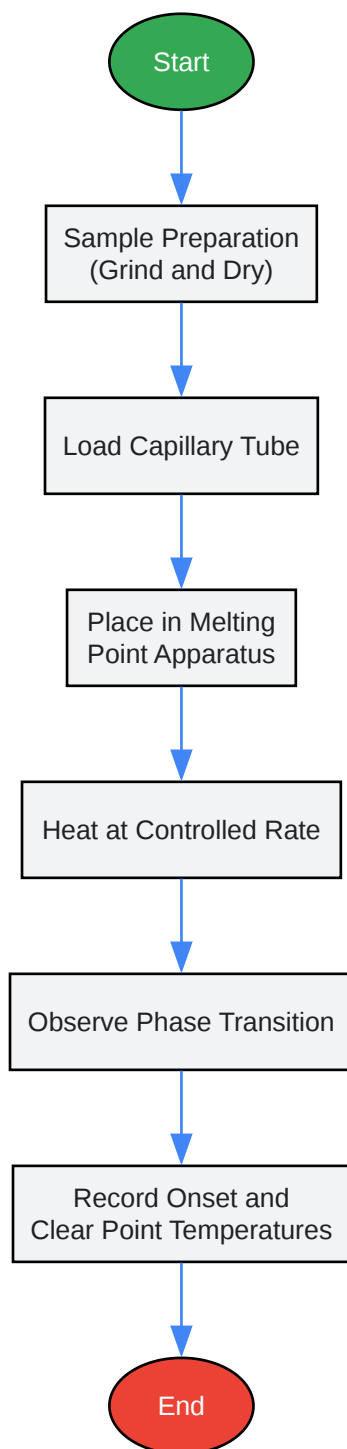 Start
Sample Preparation
(Grind and Dry)
Load Capillary Tube
Place in Melting
Point Apparatus
Heat at Controlled Rate
Observe Phase Transition
Record Onset and
Clear Point Temperatures
End